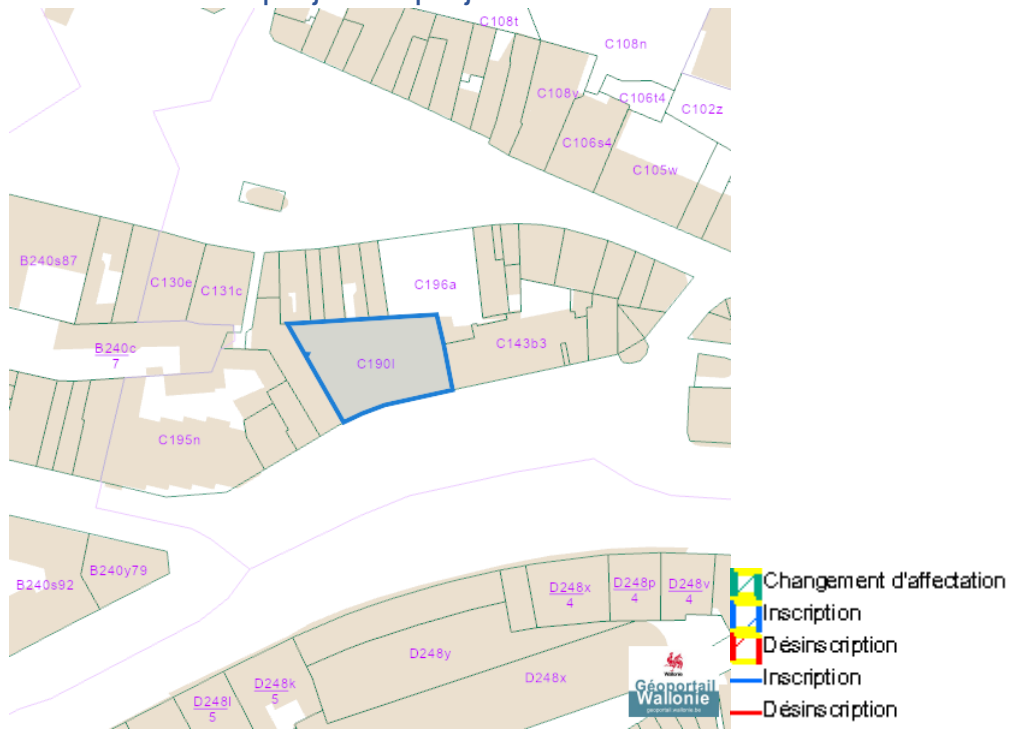 C108t
C108n
C108v
C106t4
C102z
C106s4
C105w
B240s87
C130e
C131c
C196a
B240c
7
C190l
C143b3
C195n
B240s92
B240y79
D248x
4
D248p
4
D248v
4
D248y
D248k
5
D248x
D248l
5
Wallonie
Géoportail
Wallonie
geoportail.wallonie.be
Changement d'affectation
Inscription
Désinscription
Inscription
Désinscription